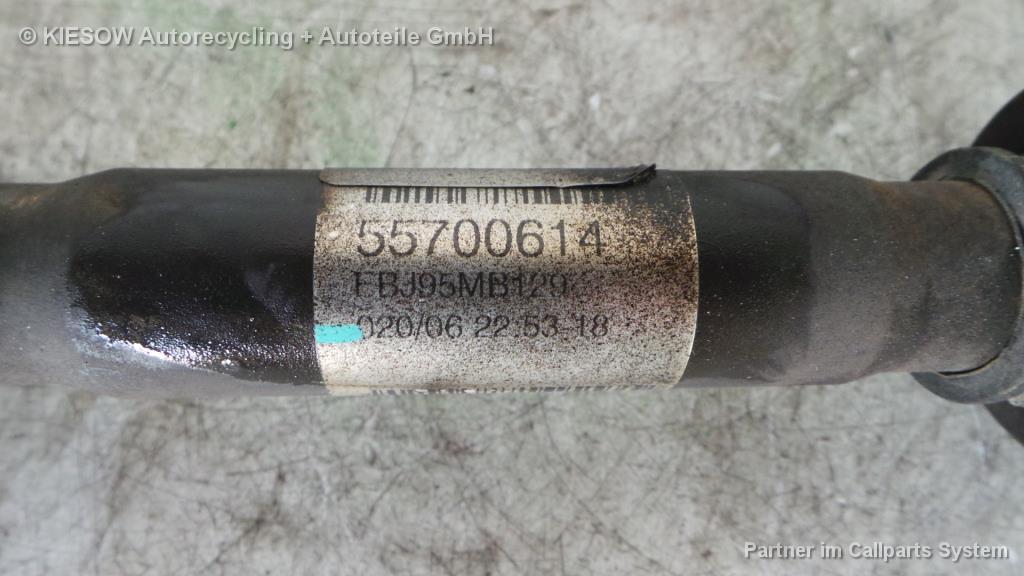 © KIESOW Autorecycling + Autoteile GmbH
55700614
FBJ95MB129
020/06 22 53 18
Partner im Callparts System